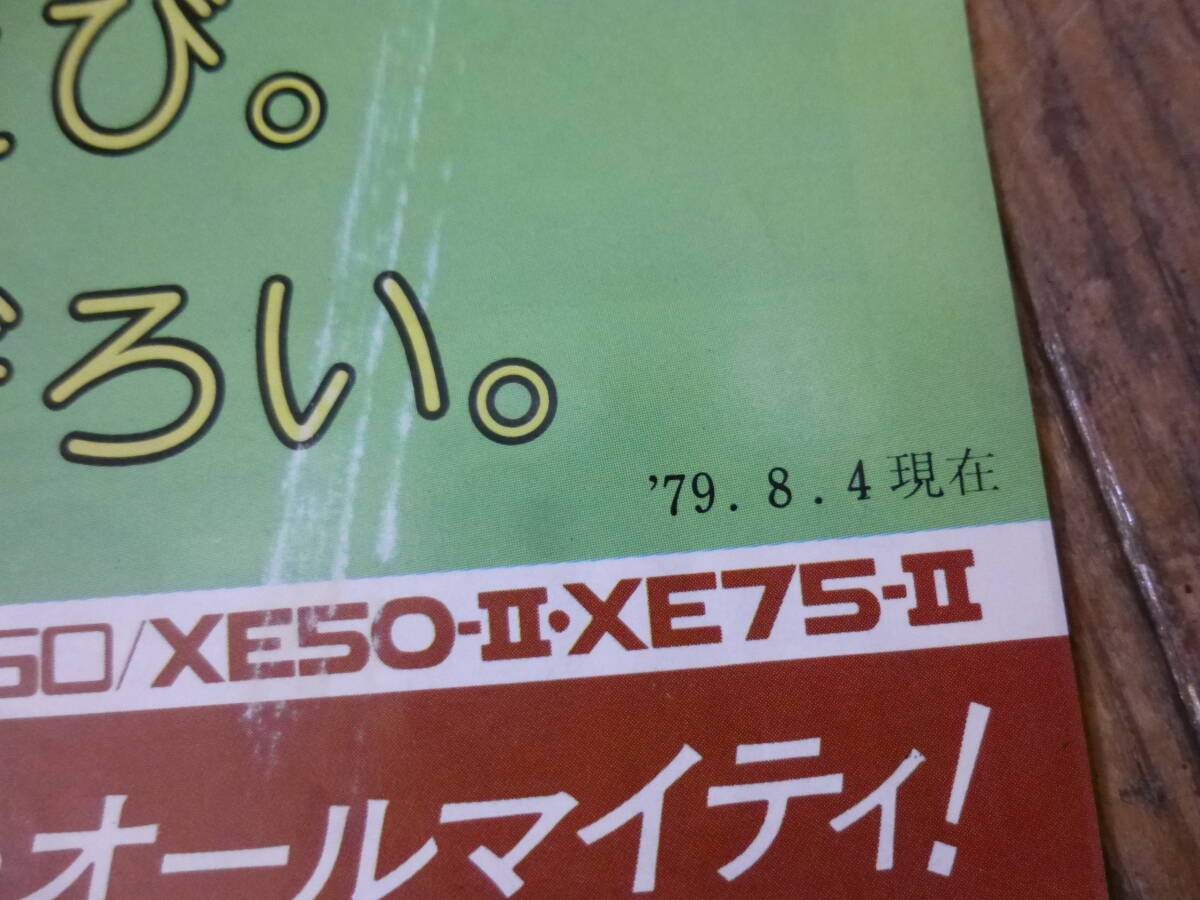 び。
ぞろい。
'79.8.4現在
50/XE50-II・XE75-II
・オールマイティ!